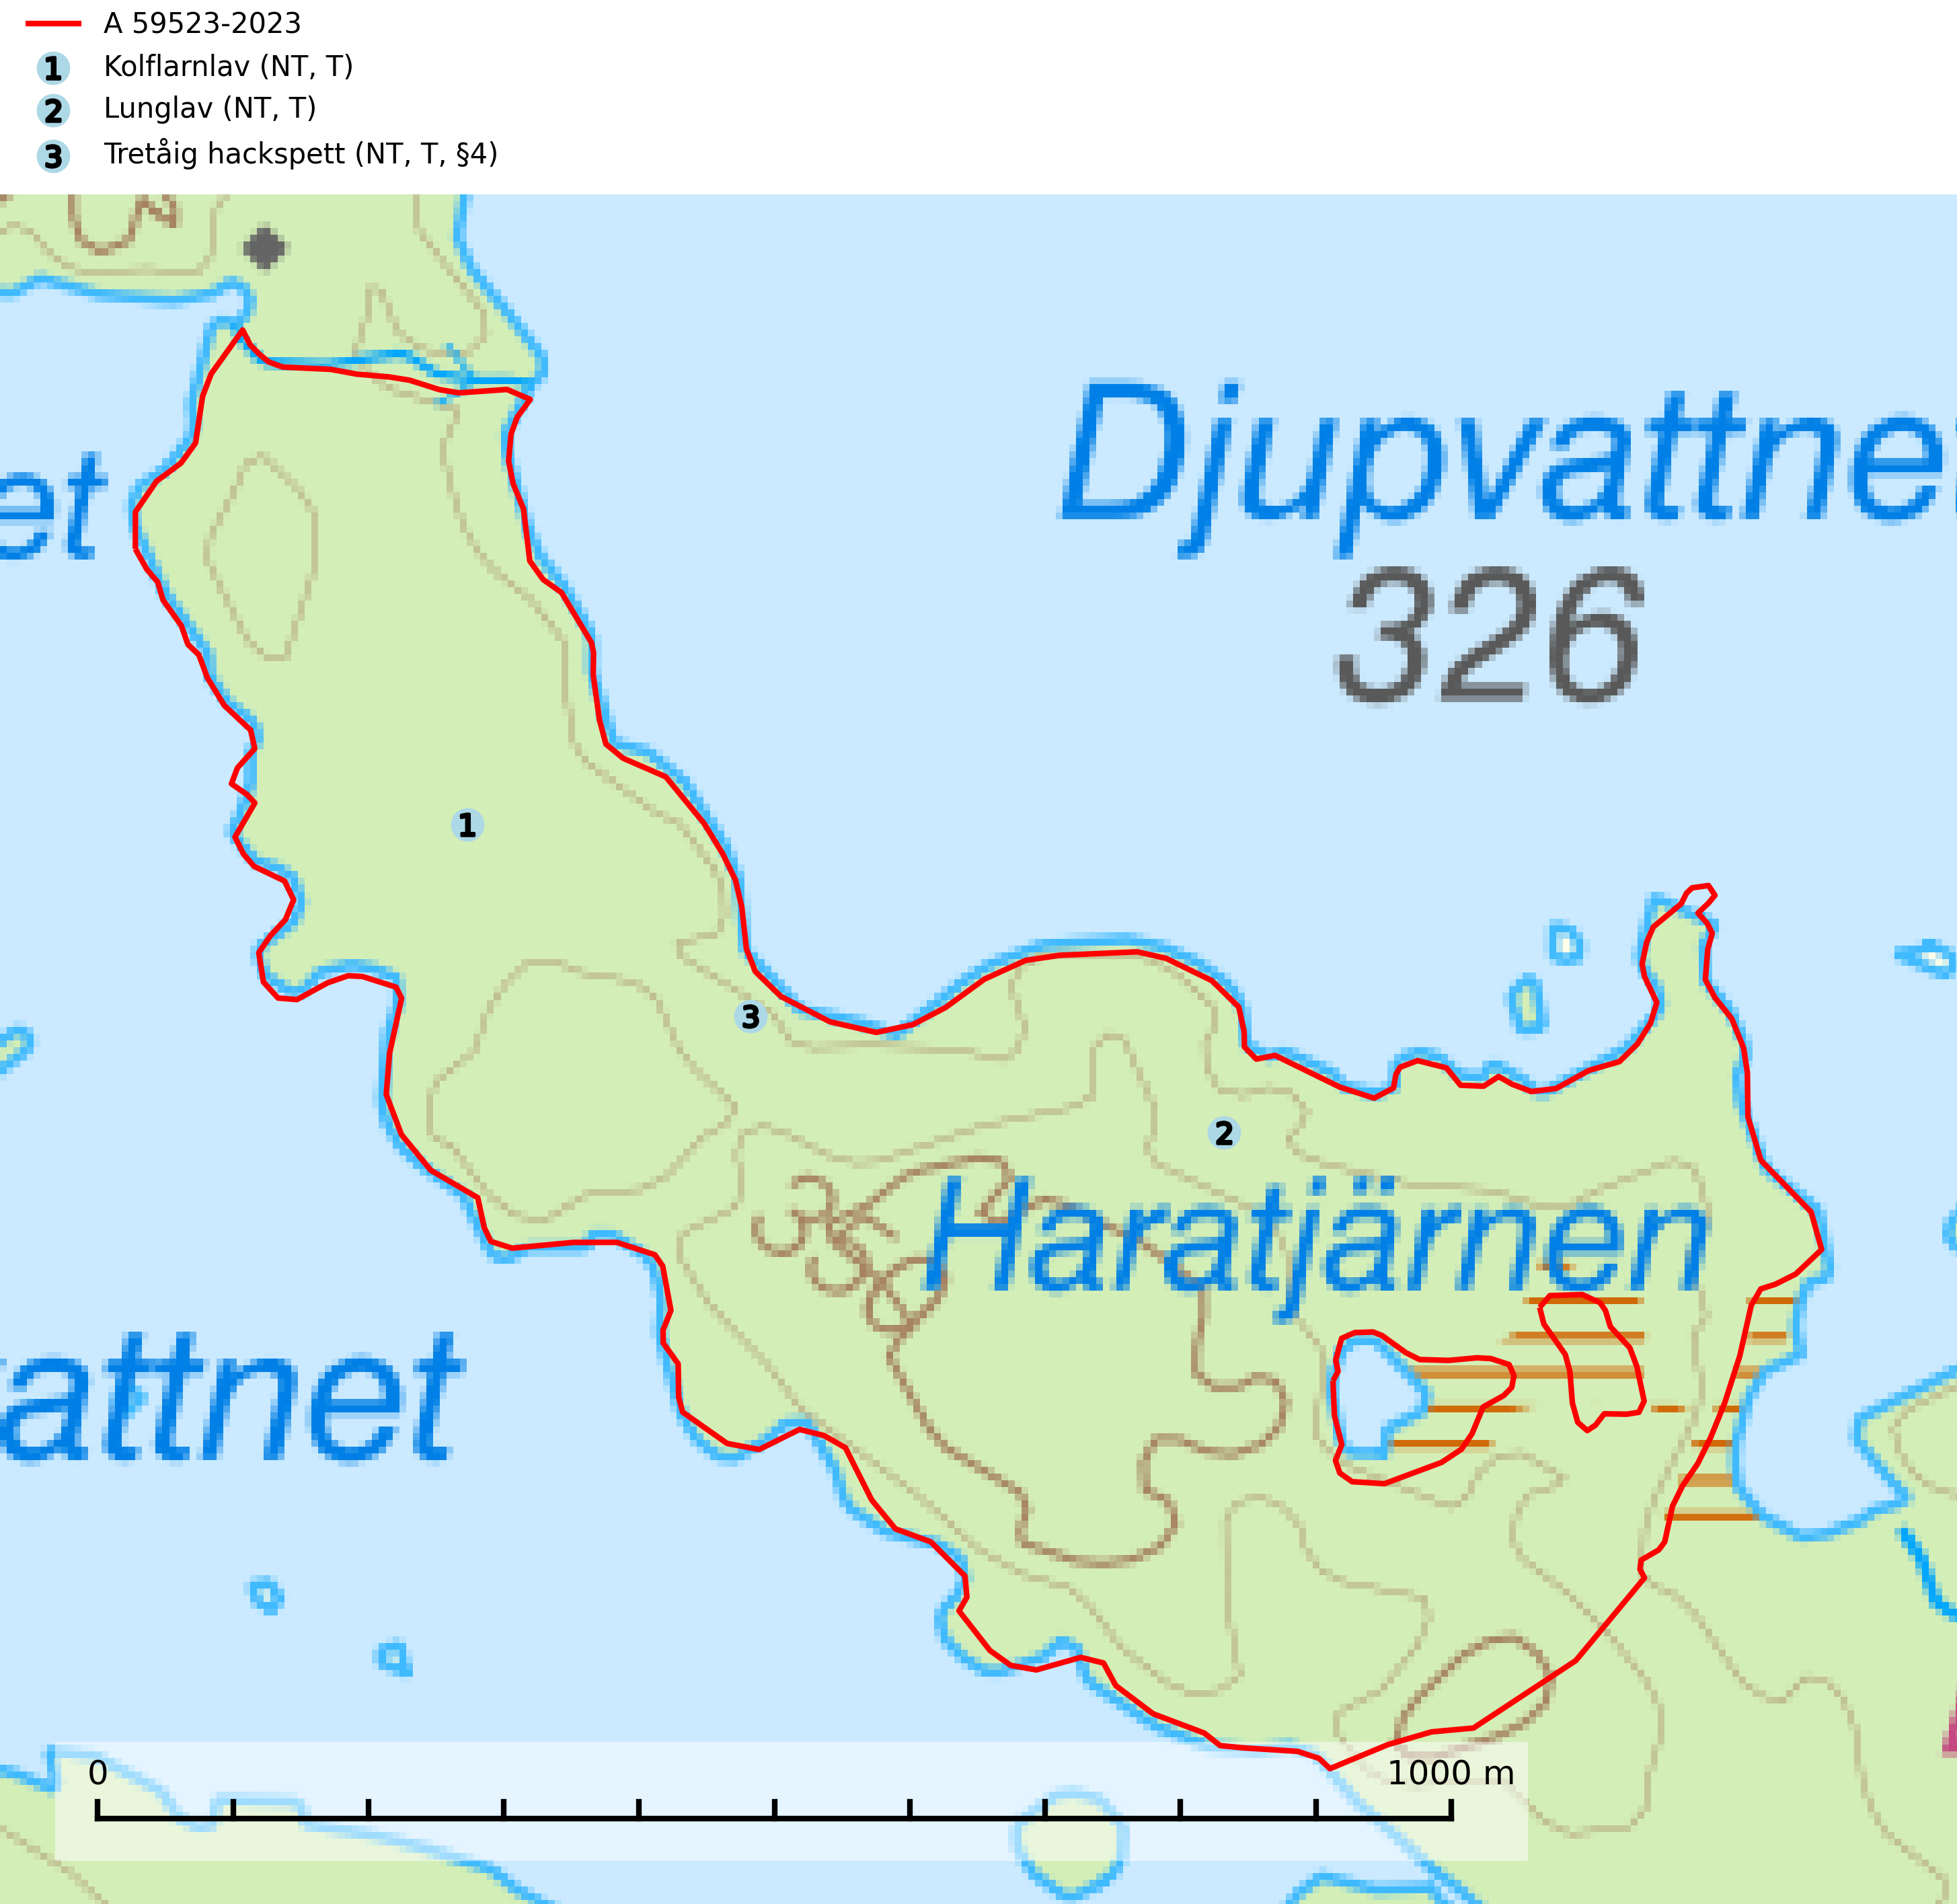 A 59523-2023
1 Kolflarnlav (NT, T)
2 Lunglav (NT, T)
3 Tretåig hackspett (NT, T, §4)
Djupvattne
et
326
1
3
2
Haratjärnen
attnet
0 1000 m